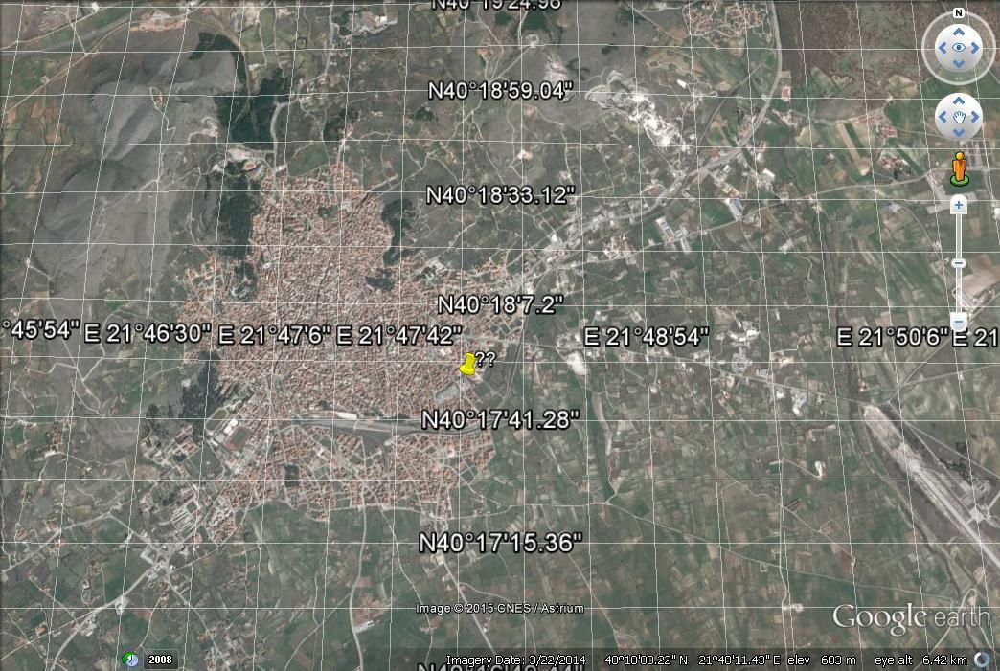 N40°19'24.96"
N
N40°18'59.04"
N40°18'33.12"
N40°18'7.2"
°45'54" E 21°46'30" E 21°47'6" E 21°47'42" E 21°48'54" E 21°50'6" E 21
??
N40°17'41.28"
N40°17'15.36"
Image © 2015 CNES / Astrium
Google earth
2008 Imagery Date: 3/22/2014 40°18'00.22" N 21°48'11.43" E elev 683 m eye alt 6.42 km